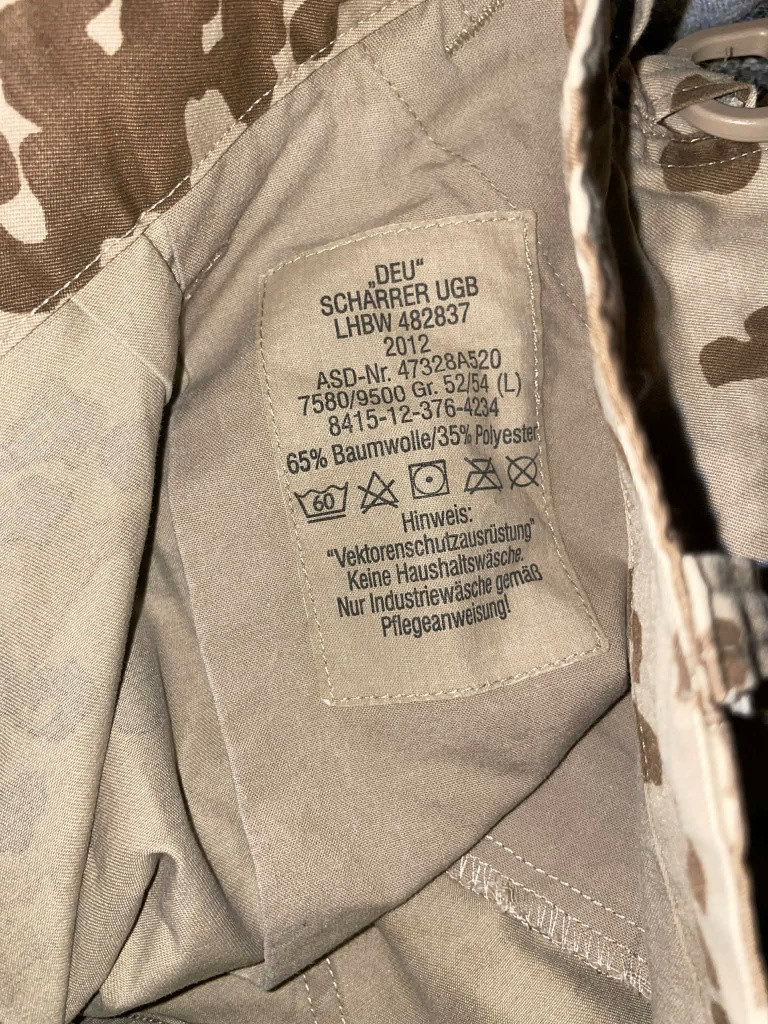 „DEU“
SCHÄRRER UGB
LHBW 482837
2012
ASD-Nr. 47328A520
7580/9500 Gr. 52/54 (L)
8415-12-376-4234
65% Baumwolle/35% Polyester
60
Hinweis:
"Vektorenschutzausrüstung"
Keine Haushaltswäsche.
Nur Industriewäsche gemäß
Pflegeanweisung!